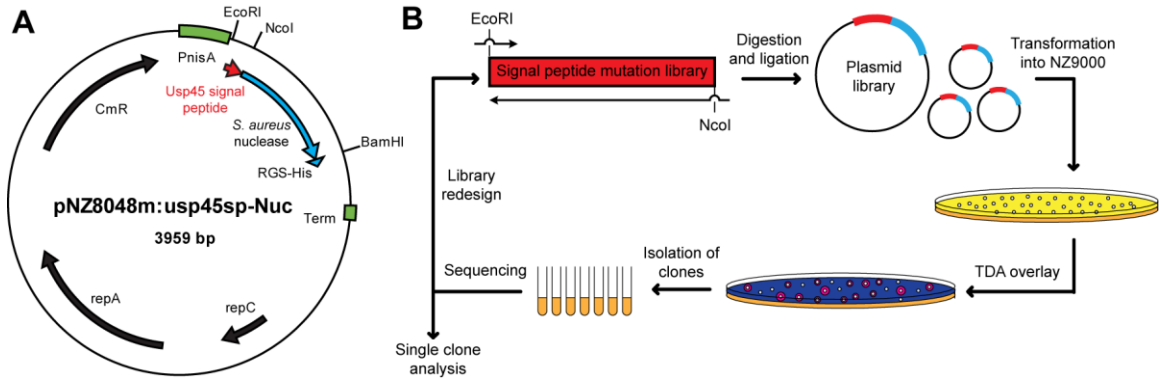 A
EcoRI
NcoI
PnisA
Usp45 signal
peptide
CmR
S. aureus
nuclease
BamHI
RGS-His
pNZ8048m:usp45sp-Nuc
3959 bp
Term
repA
repC
B
EcoRI
Signal peptide mutation library
NcoI
Digestion
and ligation
Plasmid
library
Transformation
into NZ9000
TDA overlay
Isolation of
clones
Sequencing
Library
redesign
Single clone
analysis